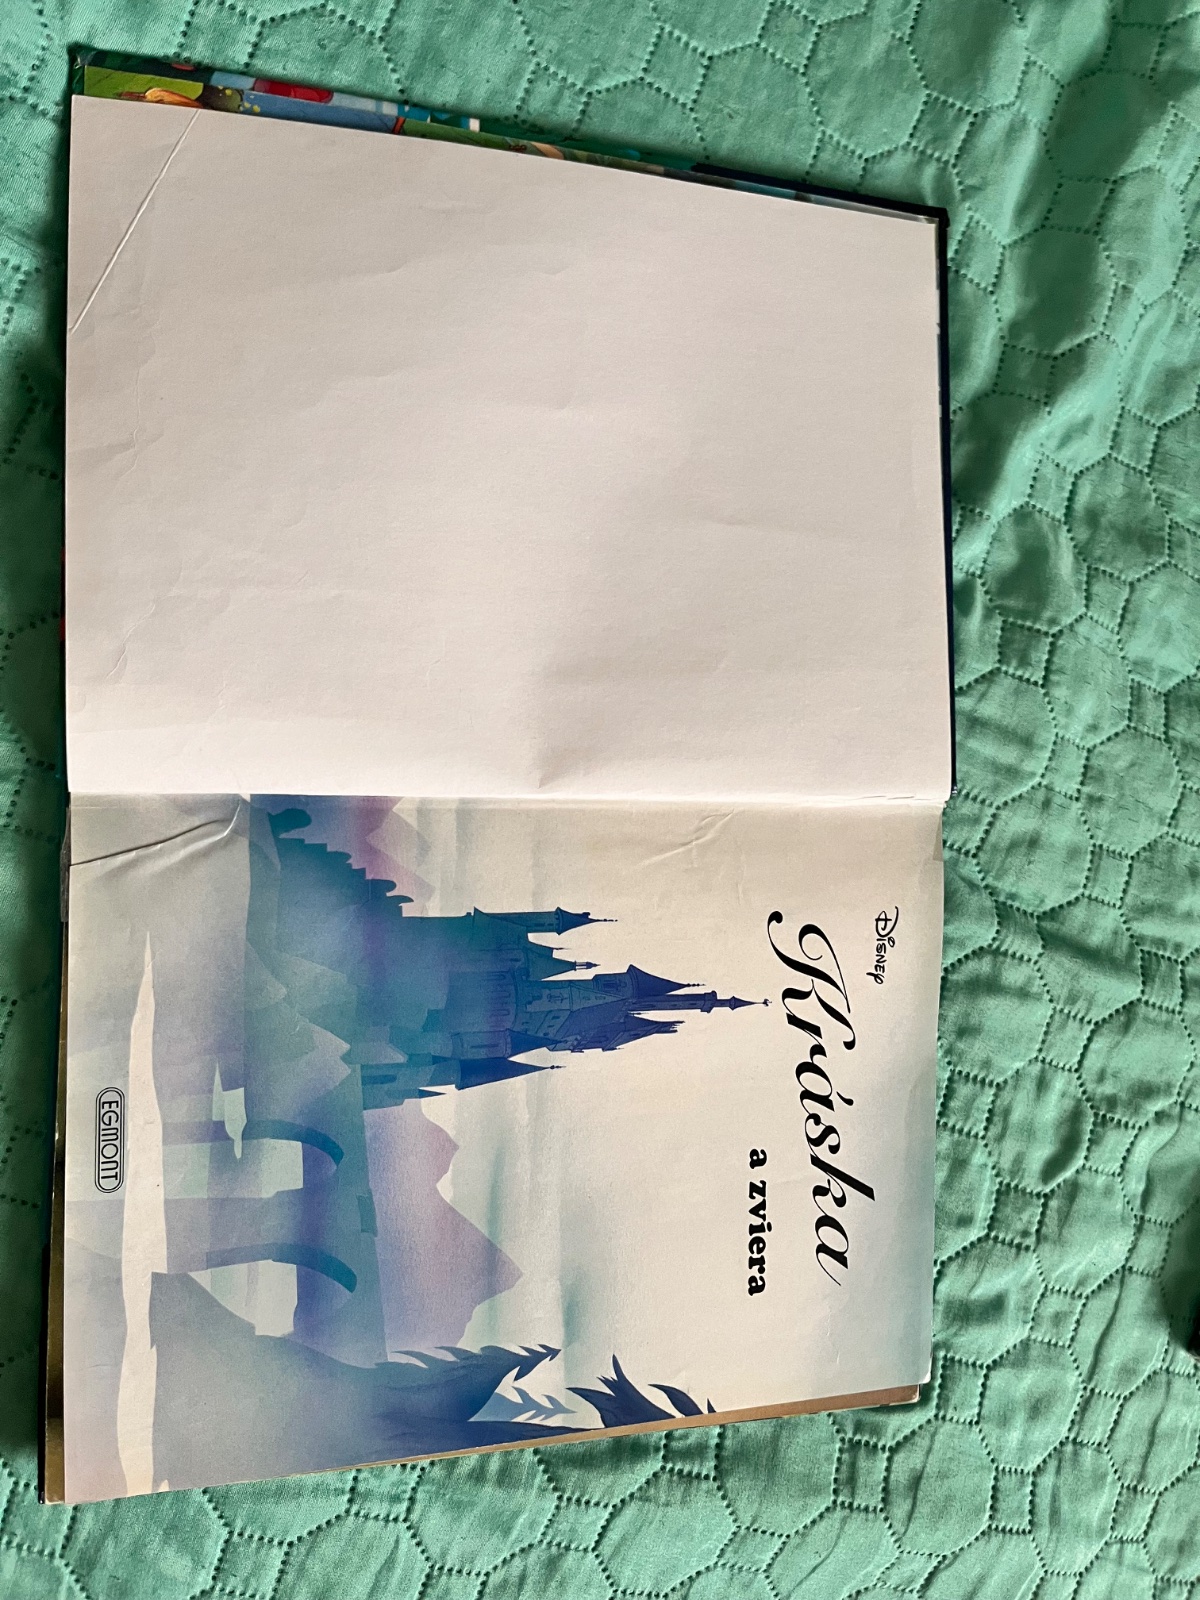 Disney
Kráska
a zviera
EGMONT